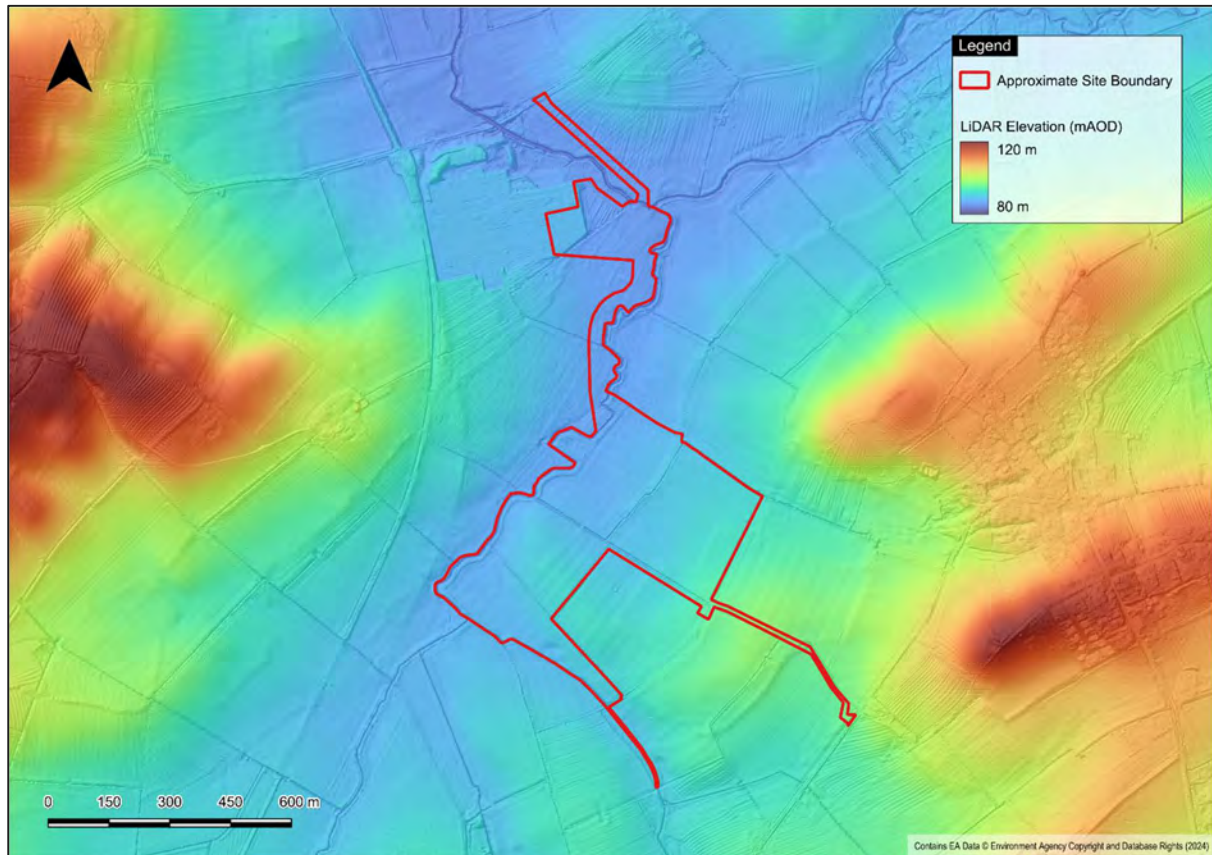 Legend
Approximate Site Boundary
LiDAR Elevation (mAOD)
120 m
80 m
0 150 300 450 600 m
Contains EA Data © Environment Agency Copyright and Database Rights (2024)